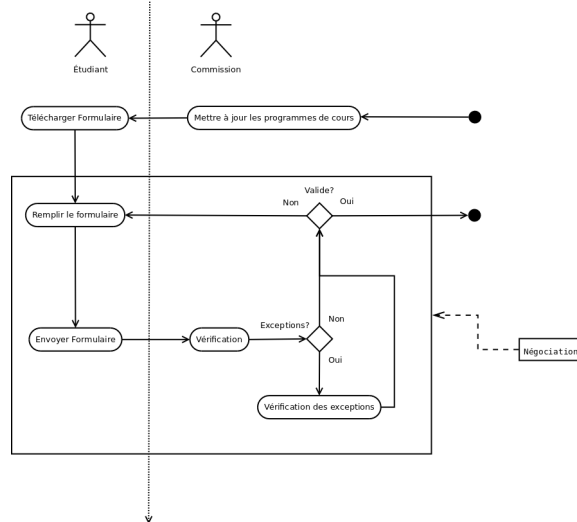 Étudiant
Commission
Télécharger Formulaire
Mettre à jour les programmes de cours
Valide?
Non
Oui
Remplir le formulaire
Exceptions?
Non
Envoyer Formulaire
Vérification
Oui
Négociation
Vérification des exceptions